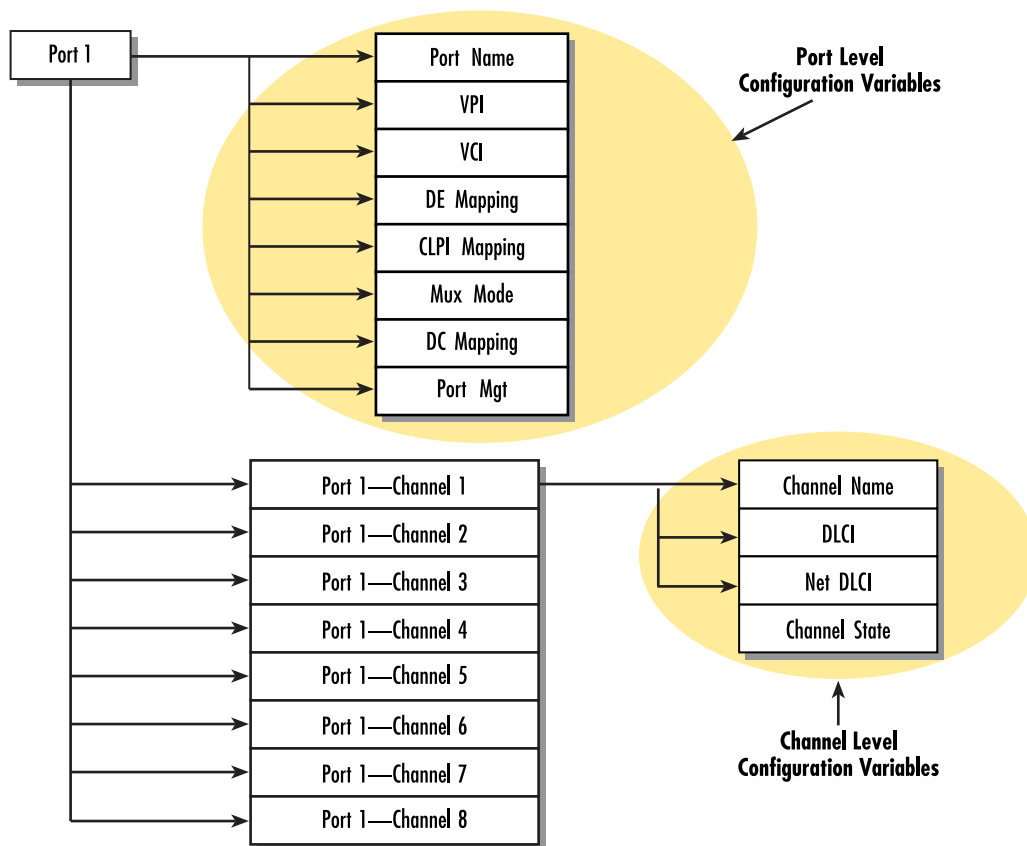 Port 1
Port Name
VPI
VCI
DE Mapping
CLPI Mapping
Mux Mode
DC Mapping
Port Mgt
Port Level
Configuration Variables
Port 1—Channel 1
Port 1—Channel 2
Port 1—Channel 3
Port 1—Channel 4
Port 1—Channel 5
Port 1—Channel 6
Port 1—Channel 7
Port 1—Channel 8
Channel Name
DLCI
Net DLCI
Channel State
Channel Level
Configuration Variables